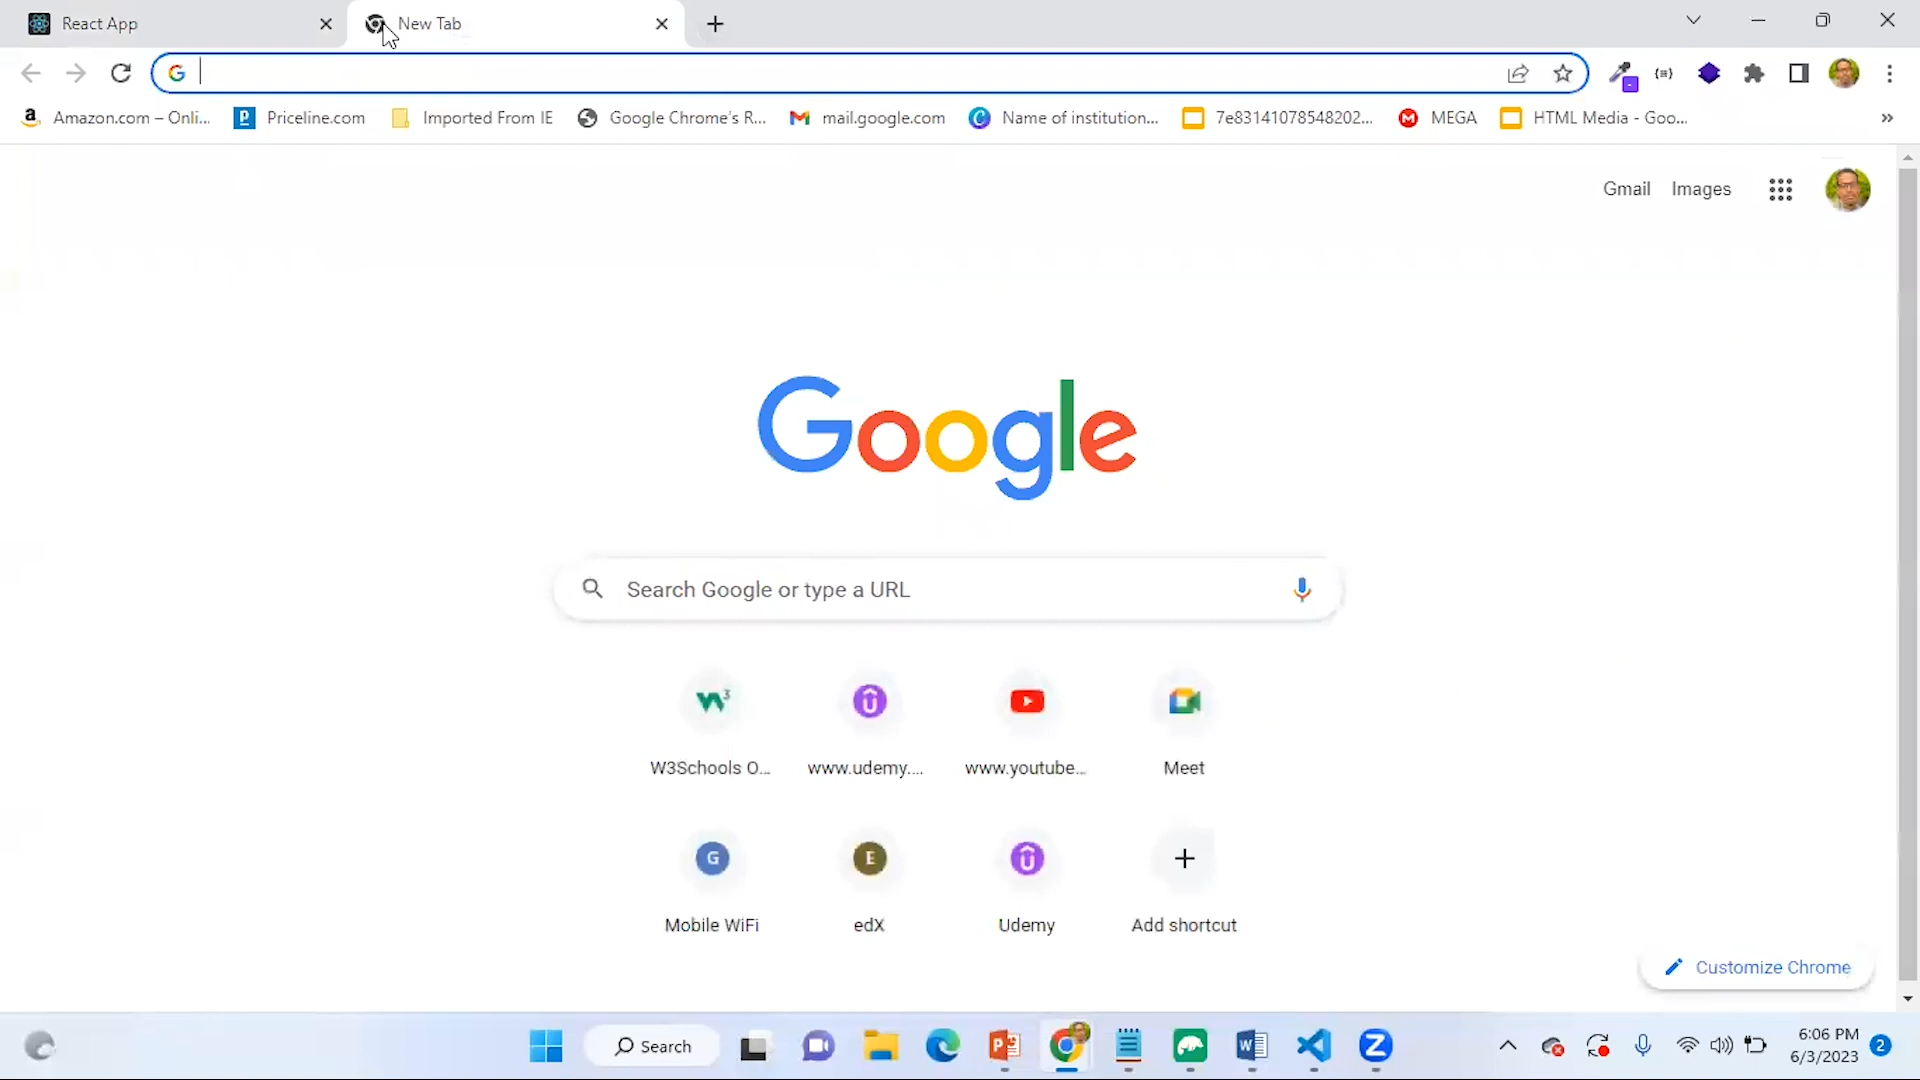 React App
New Tab
Amazon.com – Onli...
Priceline.com
Imported From IE
Google Chrome's R...
mail.google.com
Name of institution...
7e83141078548202...
MEGA
HTML Media - Goo...
»
Gmail
Images
Google
Search Google or type a URL
W3Schools O...
www.udemy....
www.youtube...
Meet
G
E
Mobile WiFi
edX
Udemy
Add shortcut
Customize Chrome
Search
6:06 PM
6/3/2023
2